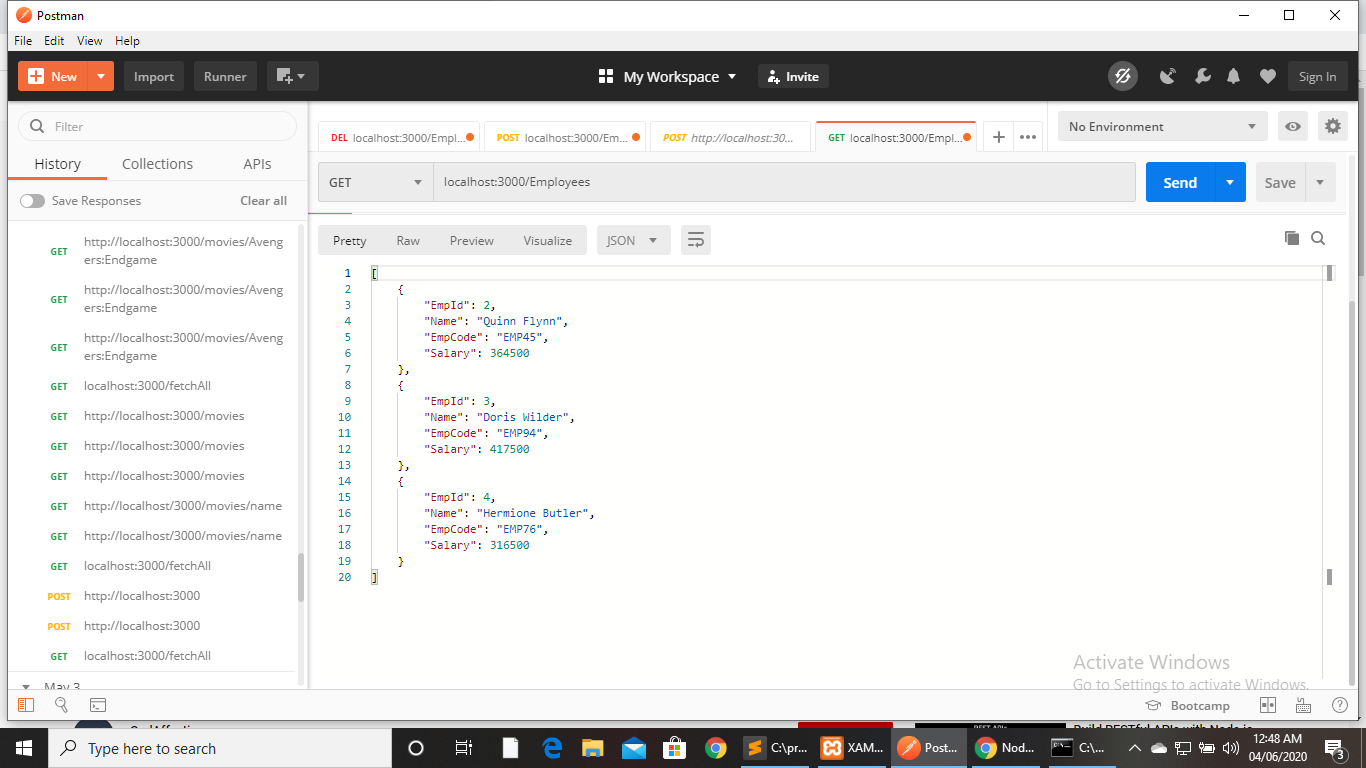 Postman
File Edit View Help
New Import Runner My Workspace Invite Sign In
Filter
History Collections APIs
Save Responses Clear all
GET http://localhost:3000/movies/Aveng
ers:Endgame
GET http://localhost:3000/movies/Aveng
ers:Endgame
GET http://localhost:3000/movies/Aveng
ers:Endgame
GET localhost:3000/fetchAll
GET http://localhost:3000/movies
GET http://localhost:3000/movies
GET http://localhost:3000/movies
GET http://localhost/3000/movies/name
GET http://localhost/3000/movies/name
GET localhost:3000/fetchAll
POST http://localhost:3000
POST http://localhost:3000
GET localhost:3000/fetchAll
May 3
DEL localhost:3000/Empl... POST localhost:3000/Em... POST http://localhost:30... GET localhost:3000/Empl... No Environment
GET localhost:3000/Employees Send Save
Pretty Raw Preview Visualize JSON
1 [
2 {
3 "EmpId": 2,
4 "Name": "Quinn Flynn",
5 "EmpCode": "EMP45",
6 "Salary": 364500
7 },
8 {
9 "EmpId": 3,
10 "Name": "Doris Wilder",
11 "EmpCode": "EMP94",
12 "Salary": 417500
13 },
14 {
15 "EmpId": 4,
16 "Name": "Hermione Butler",
17 "EmpCode": "EMP76",
18 "Salary": 316500
19 }
20 ]
Activate Windows
Go to Settings to activate Windows.
Bootcamp
Build RESTful APIs with Node.js
Type here to search C:\pr... XAM... Post... Nod... C:\... 12:48 AM
04/06/2020
3